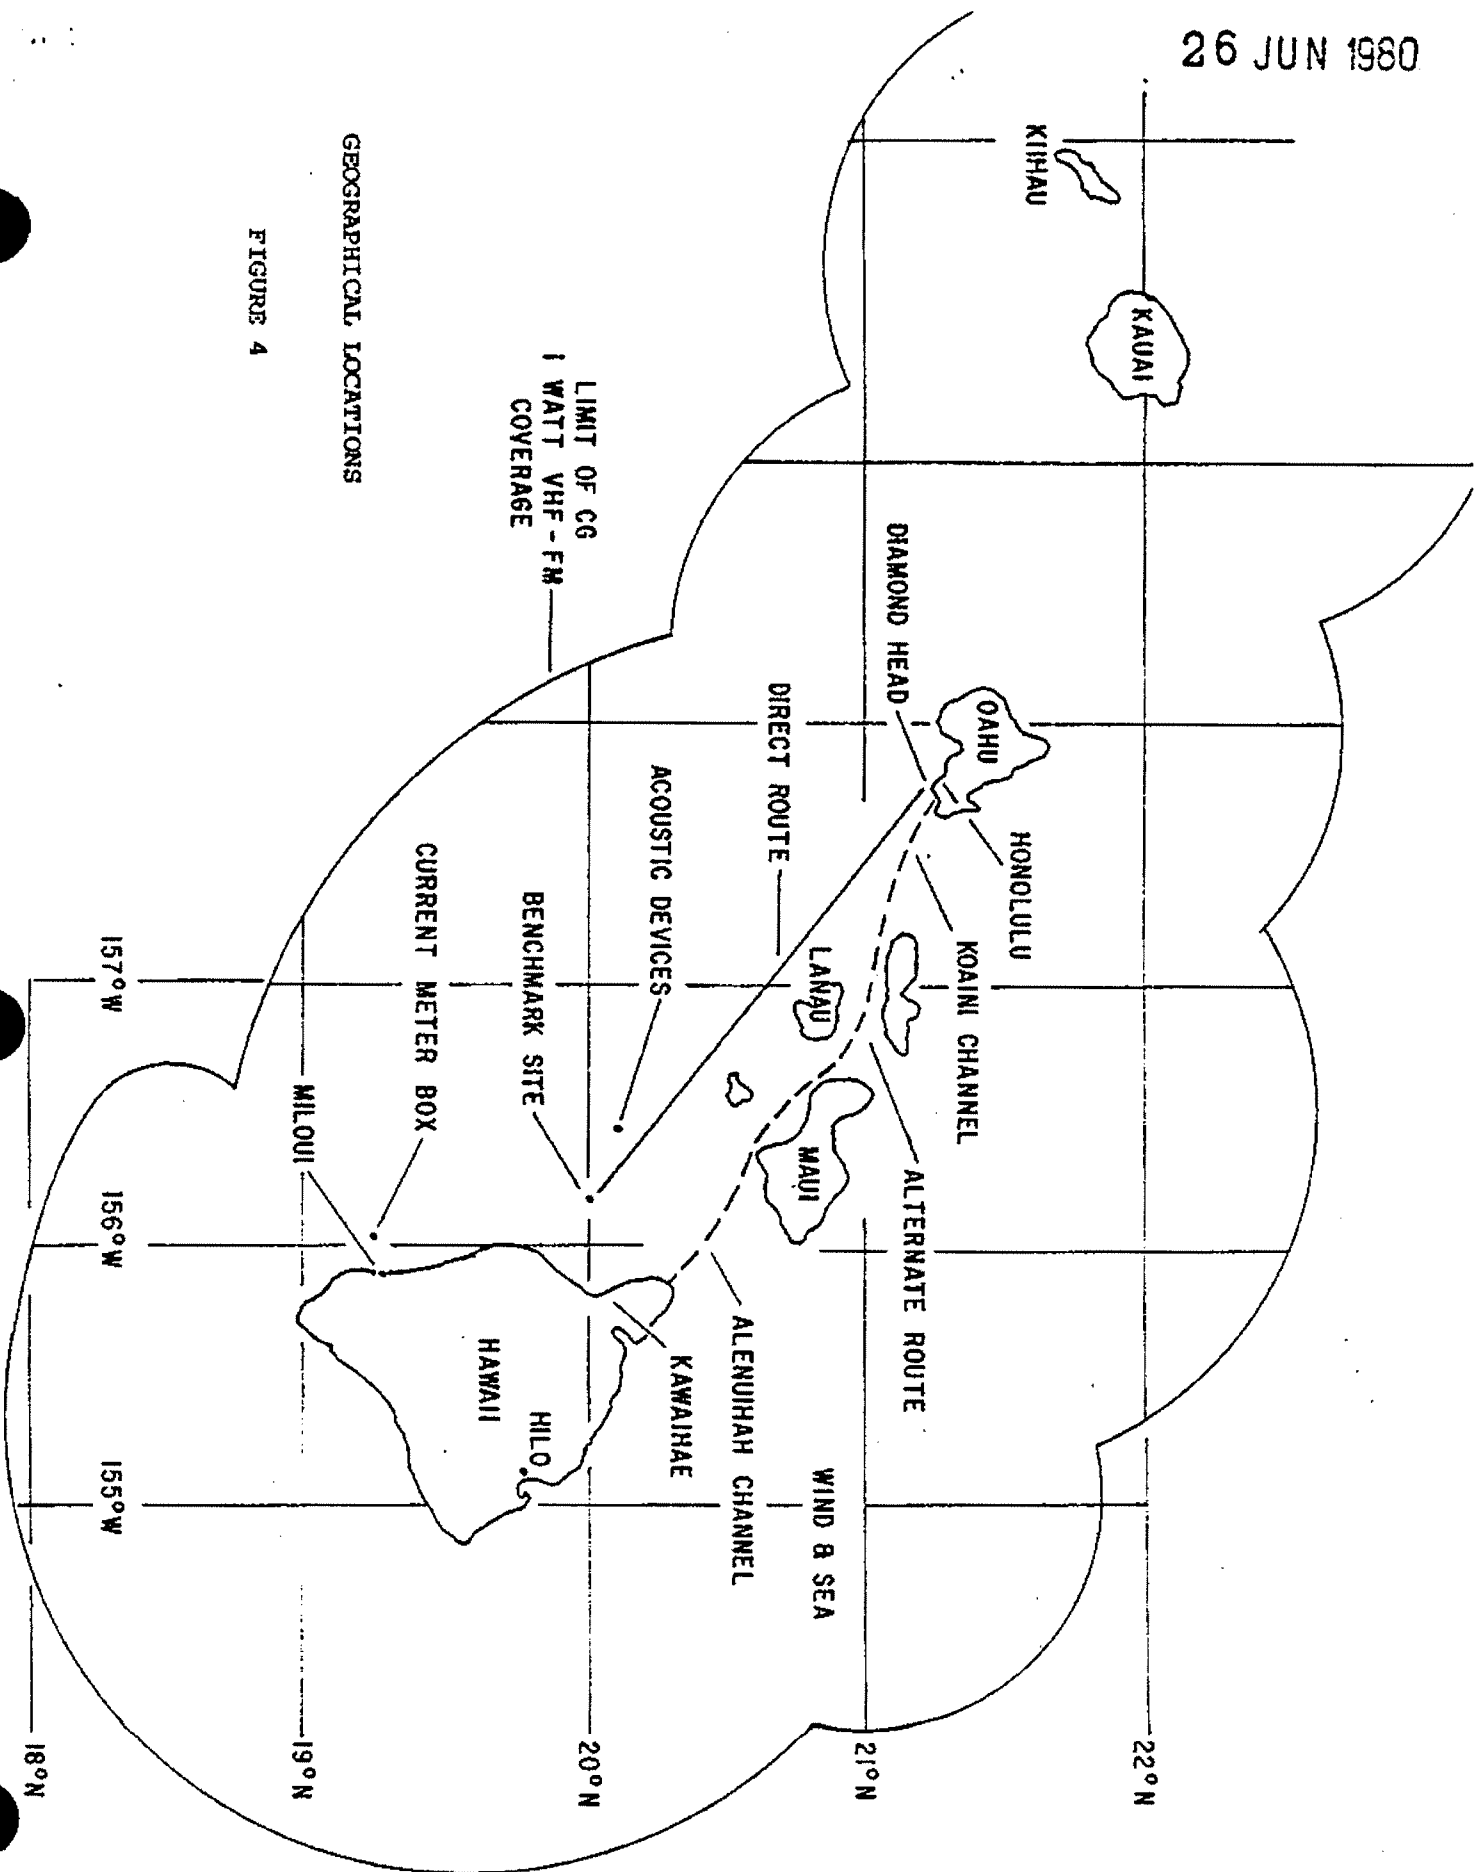 26 JUN 1980
KIIHAU
KAUAI
OAHU
DIAMOND HEAD
HONOLULU
KOAINI CHANNEL
DIRECT ROUTE
LANAU
ALTERNATE ROUTE
MAUI
ACOUSTIC DEVICES
BENCHMARK SITE
ALENUIHAH CHANNEL
WIND & SEA
KAWAIHAE
CURRENT METER BOX
MILOUI
HAWAII
HILO
LIMIT OF CG
1 WATT VHF-FM
COVERAGE
157°W
156°W
155°W
22°N
21°N
20°N
19°N
18°N
GEOGRAPHICAL LOCATIONS
FIGURE 4